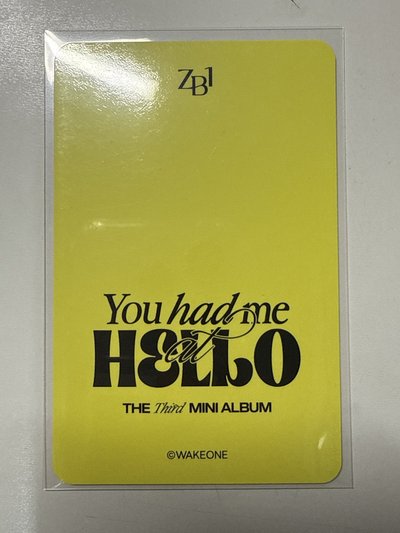 ZB1
You had me
at
HELLO
THE Third MINI ALBUM
©WAKEONE